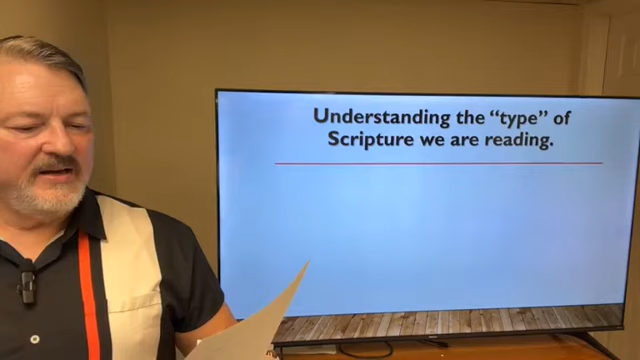 Understanding the “type” of
Scripture we are reading.